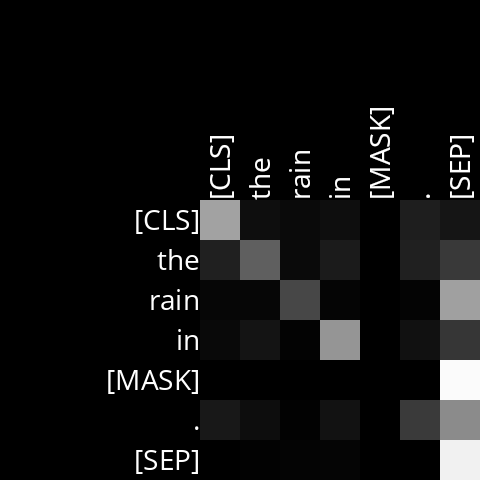 [CLS] the rain in [MASK] . [SEP]
[CLS]
the
rain
in
[MASK]
.
[SEP]